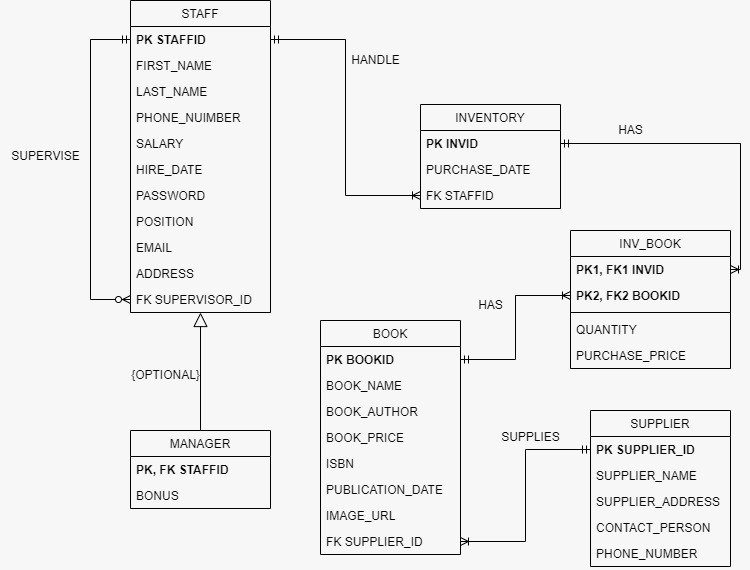 STAFF
PK STAFFID
FIRST_NAME
LAST_NAME
PHONE_NUIMBER
SALARY
HIRE_DATE
PASSWORD
POSITION
EMAIL
ADDRESS
FK SUPERVISOR_ID
SUPERVISE
HANDLE
INVENTORY
PK INVID
PURCHASE_DATE
FK STAFFID
HAS
INV_BOOK
PK1, FK1 INVID
PK2, FK2 BOOKID
QUANTITY
PURCHASE_PRICE
HAS
{OPTIONAL}
MANAGER
PK, FK STAFFID
BONUS
BOOK
PK BOOKID
BOOK_NAME
BOOK_AUTHOR
BOOK_PRICE
ISBN
PUBLICATION_DATE
IMAGE_URL
FK SUPPLIER_ID
SUPPLIES
SUPPLIER
PK SUPPLIER_ID
SUPPLIER_NAME
SUPPLIER_ADDRESS
CONTACT_PERSON
PHONE_NUMBER